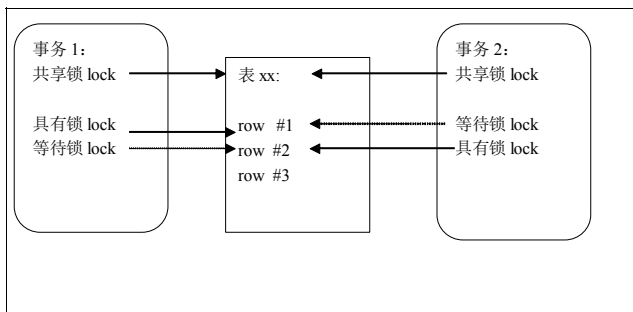 事务 1：
共享锁 lock
具有锁 lock
等待锁 lock
表 xx:
row #1
row #2
row #3
事务 2：
共享锁 lock
等待锁 lock
具有锁 lock